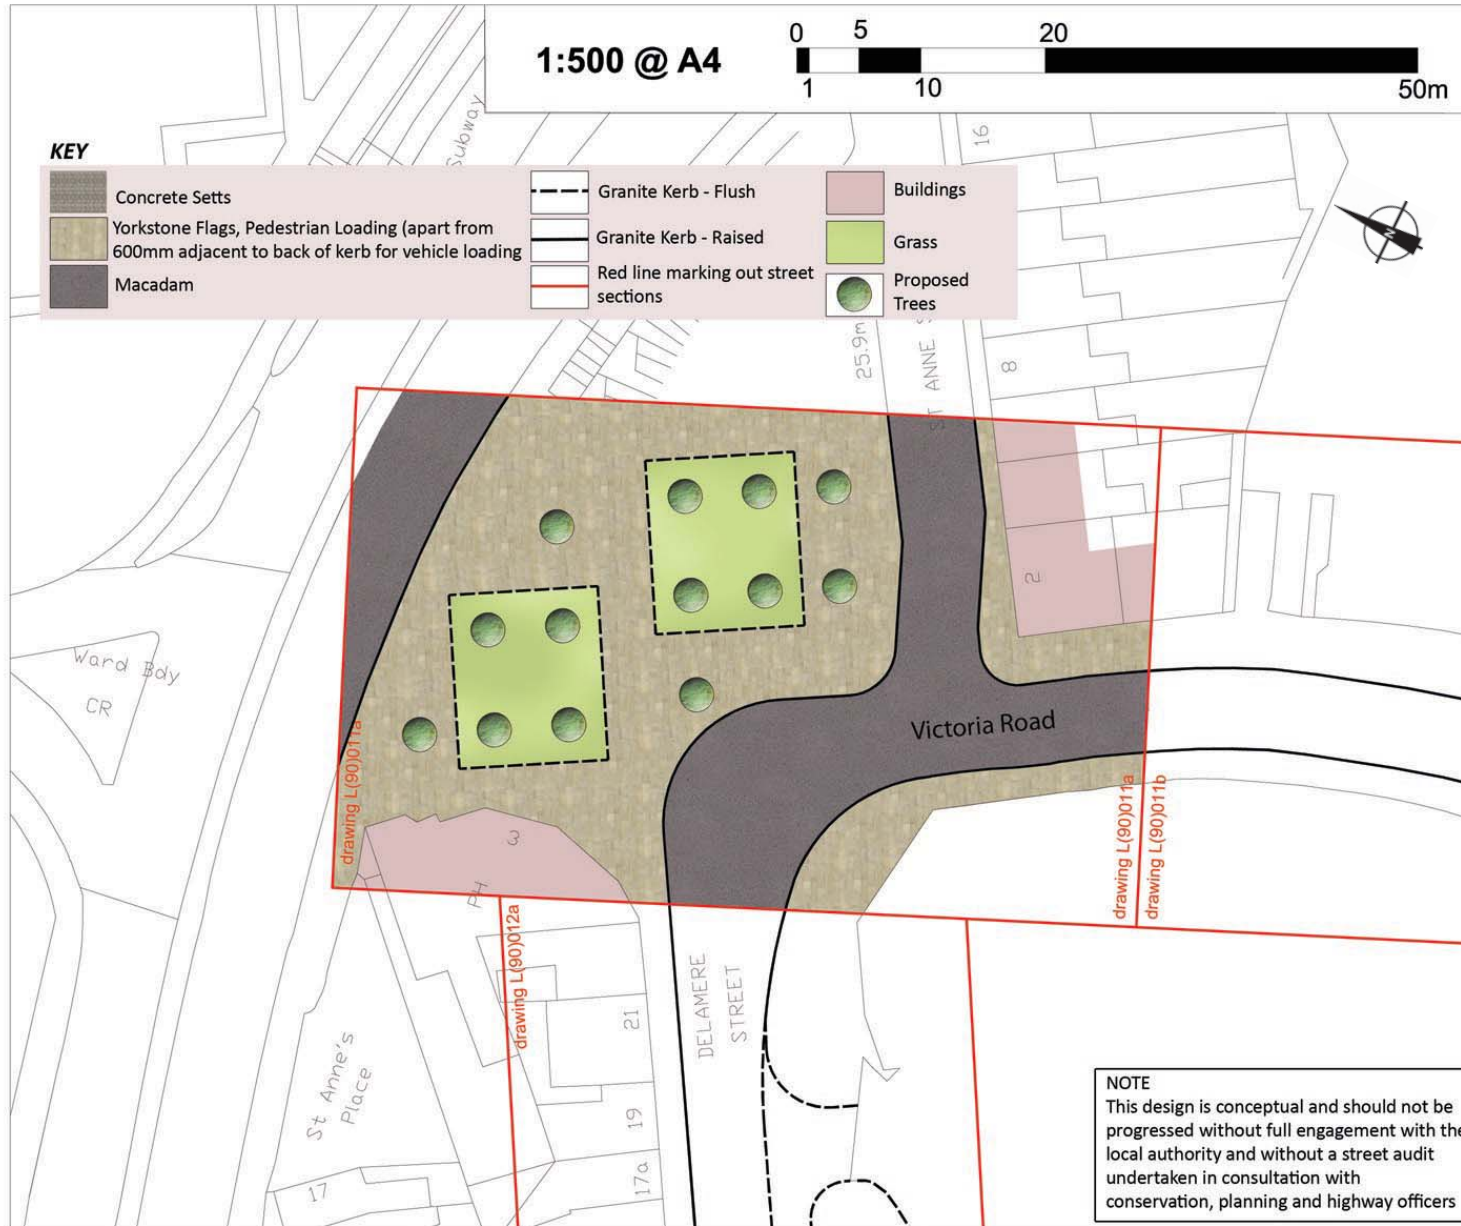 1:500 @ A4
0 5 20
1 10 50m
KEY
Concrete Setts
Yorkstone Flags, Pedestrian Loading (apart from
600mm adjacent to back of kerb for vehicle loading
Macadam
Granite Kerb - Flush
Granite Kerb - Raised
Red line marking out street
sections
Buildings
Grass
Proposed
Trees
Subway
16
N
25.9m
ST ANNE S
8
2
Ward Bdy
CR
Victoria Road
drawing L(90)011a
3
PH
drawing L(90)011a
drawing L(90)011b
drawing L(90)012a
DELAMERE
STREET
21
19
17a
St Anne's
Place
17
NOTE
This design is conceptual and should not be
progressed without full engagement with the
local authority and without a street audit
undertaken in consultation with
conservation, planning and highway officers